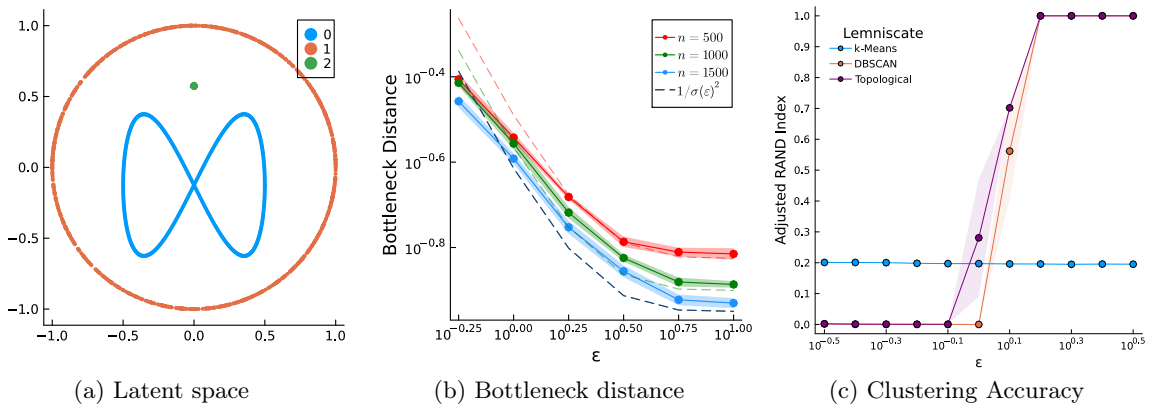 1.0
0.5
0.0
−0.5
−1.0
−1.0 −0.5 0.0 0.5 1.0
0
1
2
(a) Latent space
Bottleneck Distance
10^−0.4
10^−0.6
10^−0.8
10^−0.25 10^0.00 10^0.25 10^0.50 10^0.75 10^1.00
ε
n = 500
n = 1000
n = 1500
1/σ(ε)^2
(b) Bottleneck distance
Adjusted RAND Index
1.0
0.9
0.8
0.7
0.6
0.5
0.4
0.3
0.2
0.1
0.0
10^−0.5 10^−0.3 10^−0.1 10^0.1 10^0.3 10^0.5
ε
Lemniscate
k-Means
DBSCAN
Topological
(c) Clustering Accuracy